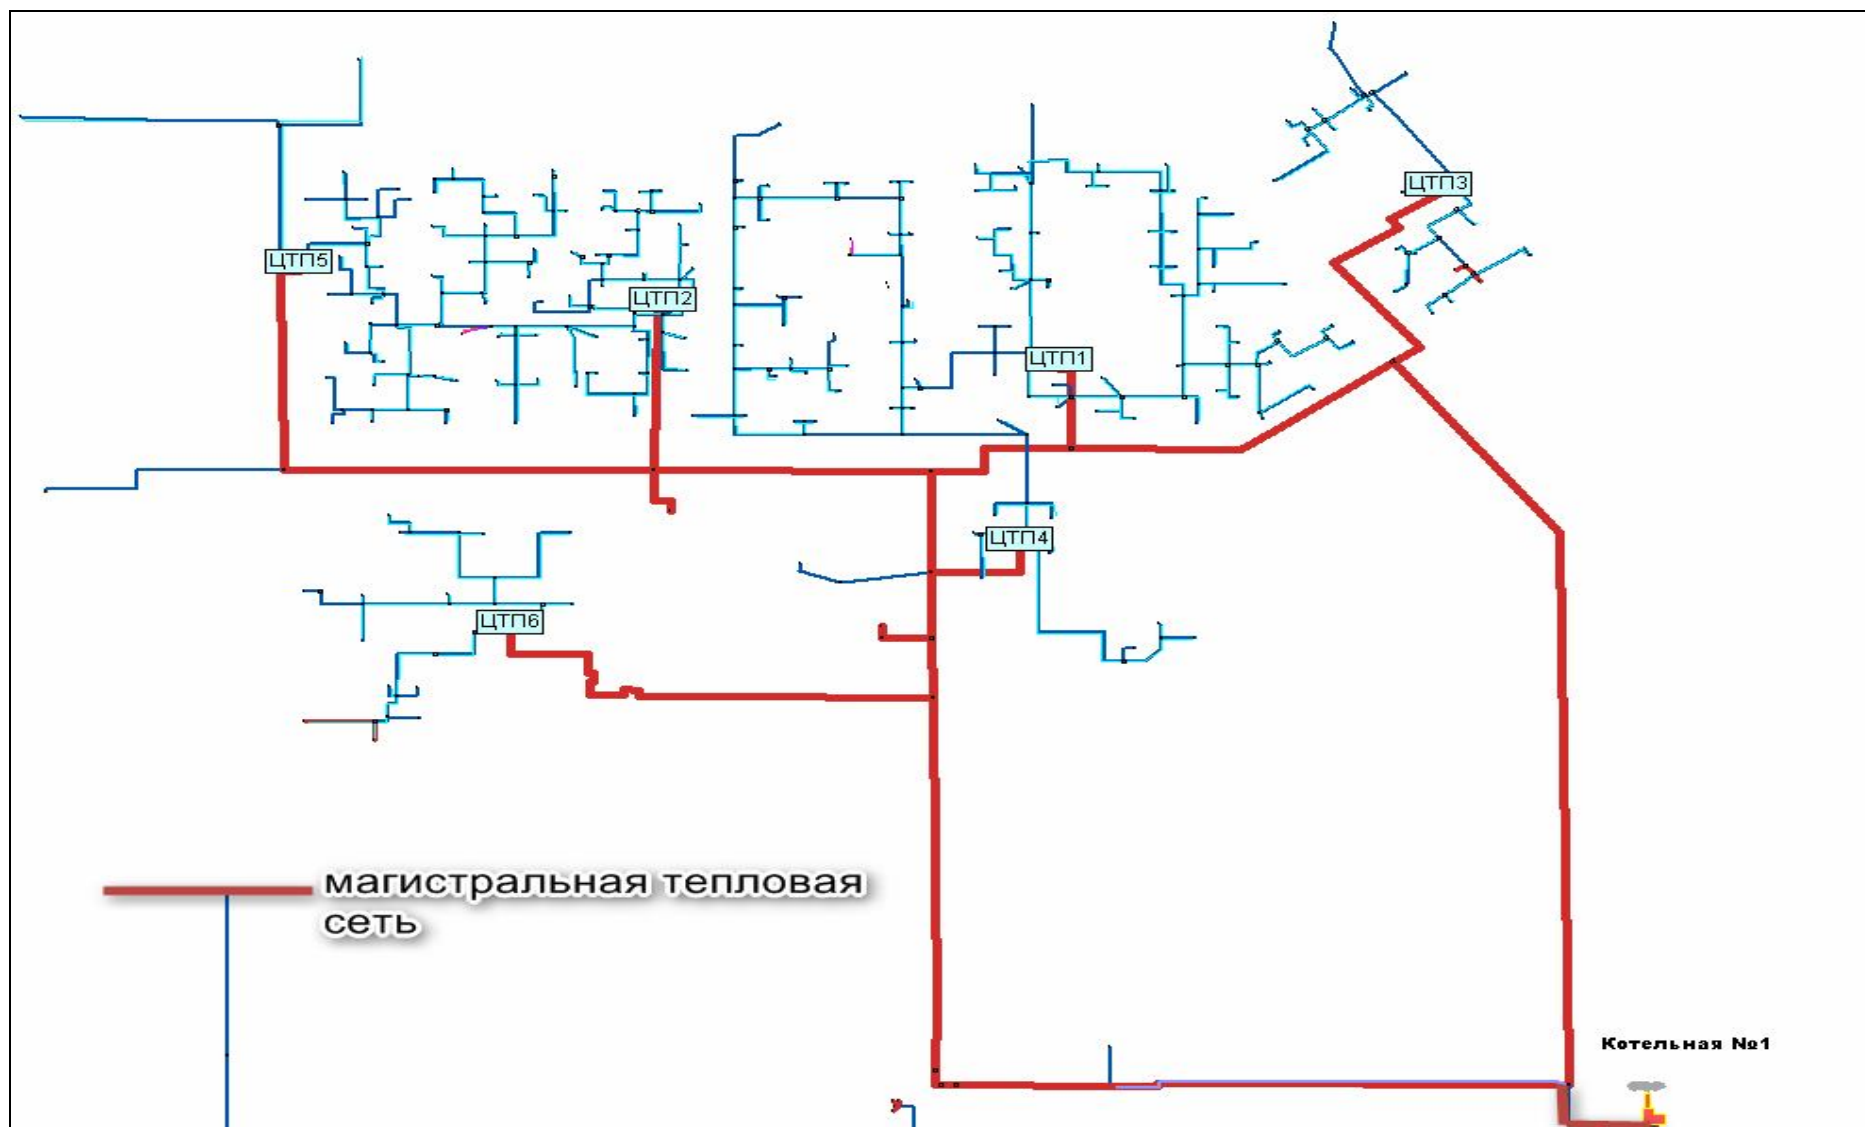 ЦТП3
ЦТП5
ЦТП2
ЦТП1
ЦТП4
ЦТП6
магистральная тепловая
сеть
Котельная №1